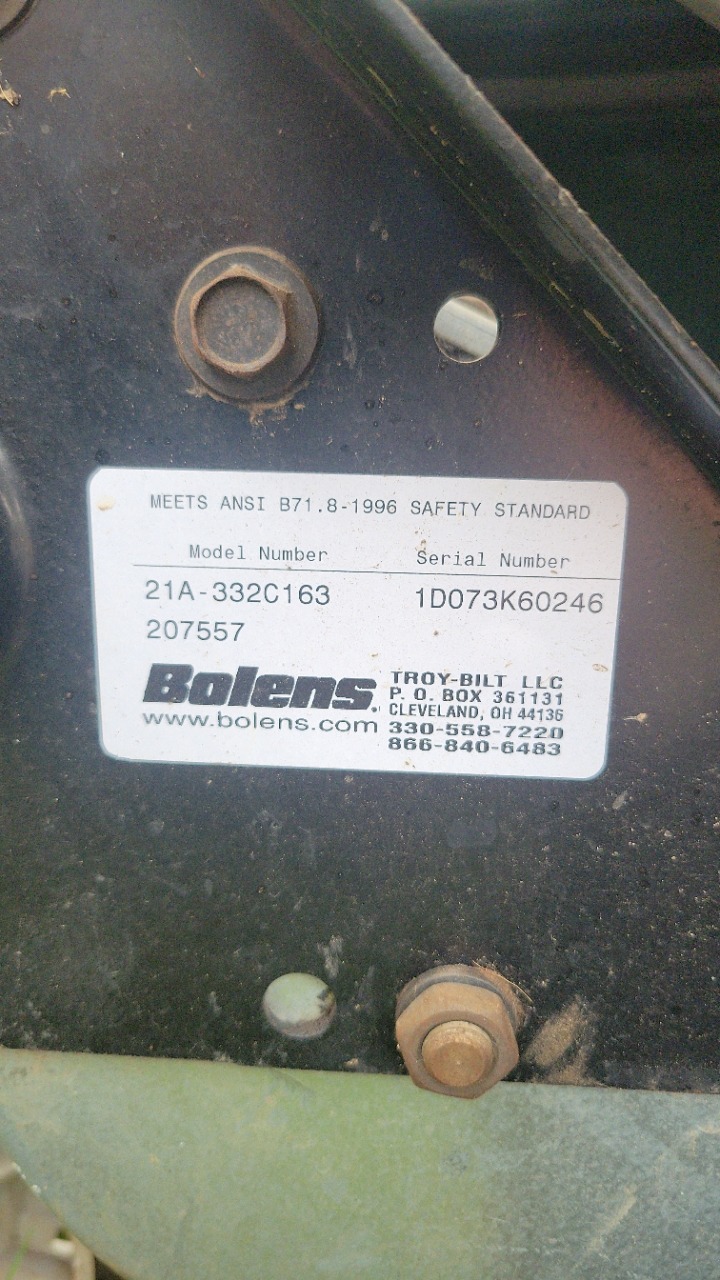 MEETS ANSI B71.8-1996 SAFETY STANDARD
Model Number Serial Number
21A-332C163 1D073K60246
207557
Bolens.
www.bolens.com
TROY-BILT LLC
P. O. BOX 361131
CLEVELAND, OH 44136
330-558-7220
866-840-6483